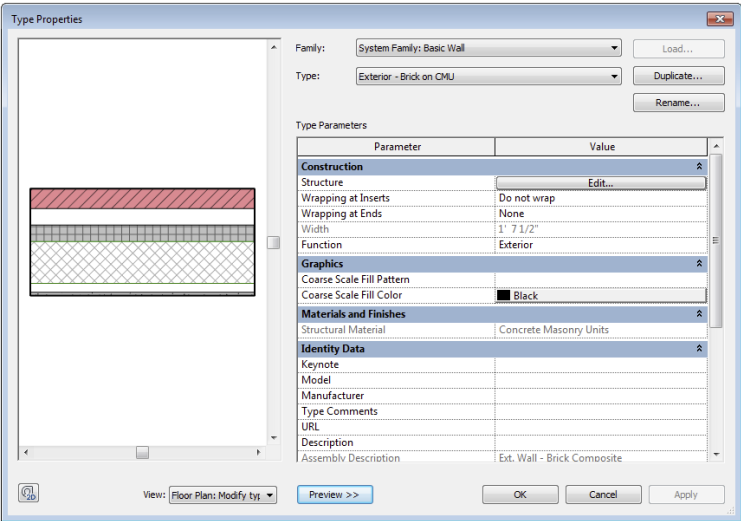 Type Properties
Family: System Family: Basic Wall Load...
Type: Exterior - Brick on CMU Duplicate...
Rename...
Type Parameters
Parameter Value
Construction
Structure Edit...
Wrapping at Inserts Do not wrap
Wrapping at Ends None
Width 1' 7 1/2"
Function Exterior
Graphics
Coarse Scale Fill Pattern
Coarse Scale Fill Color Black
Materials and Finishes
Structural Material Concrete Masonry Units
Identity Data
Keynote
Model
Manufacturer
Type Comments
URL
Description
Assembly Description Ext. Wall - Brick Composite
2D View: Floor Plan: Modify typ Preview >> OK Cancel Apply